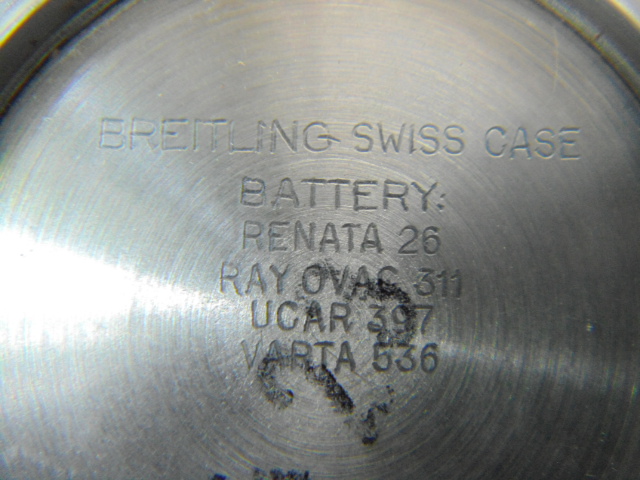 BREITLING SWISS CASE
BATTERY:
RENATA 26
RAY OVAC 311
UCAR 397
VARTA 536